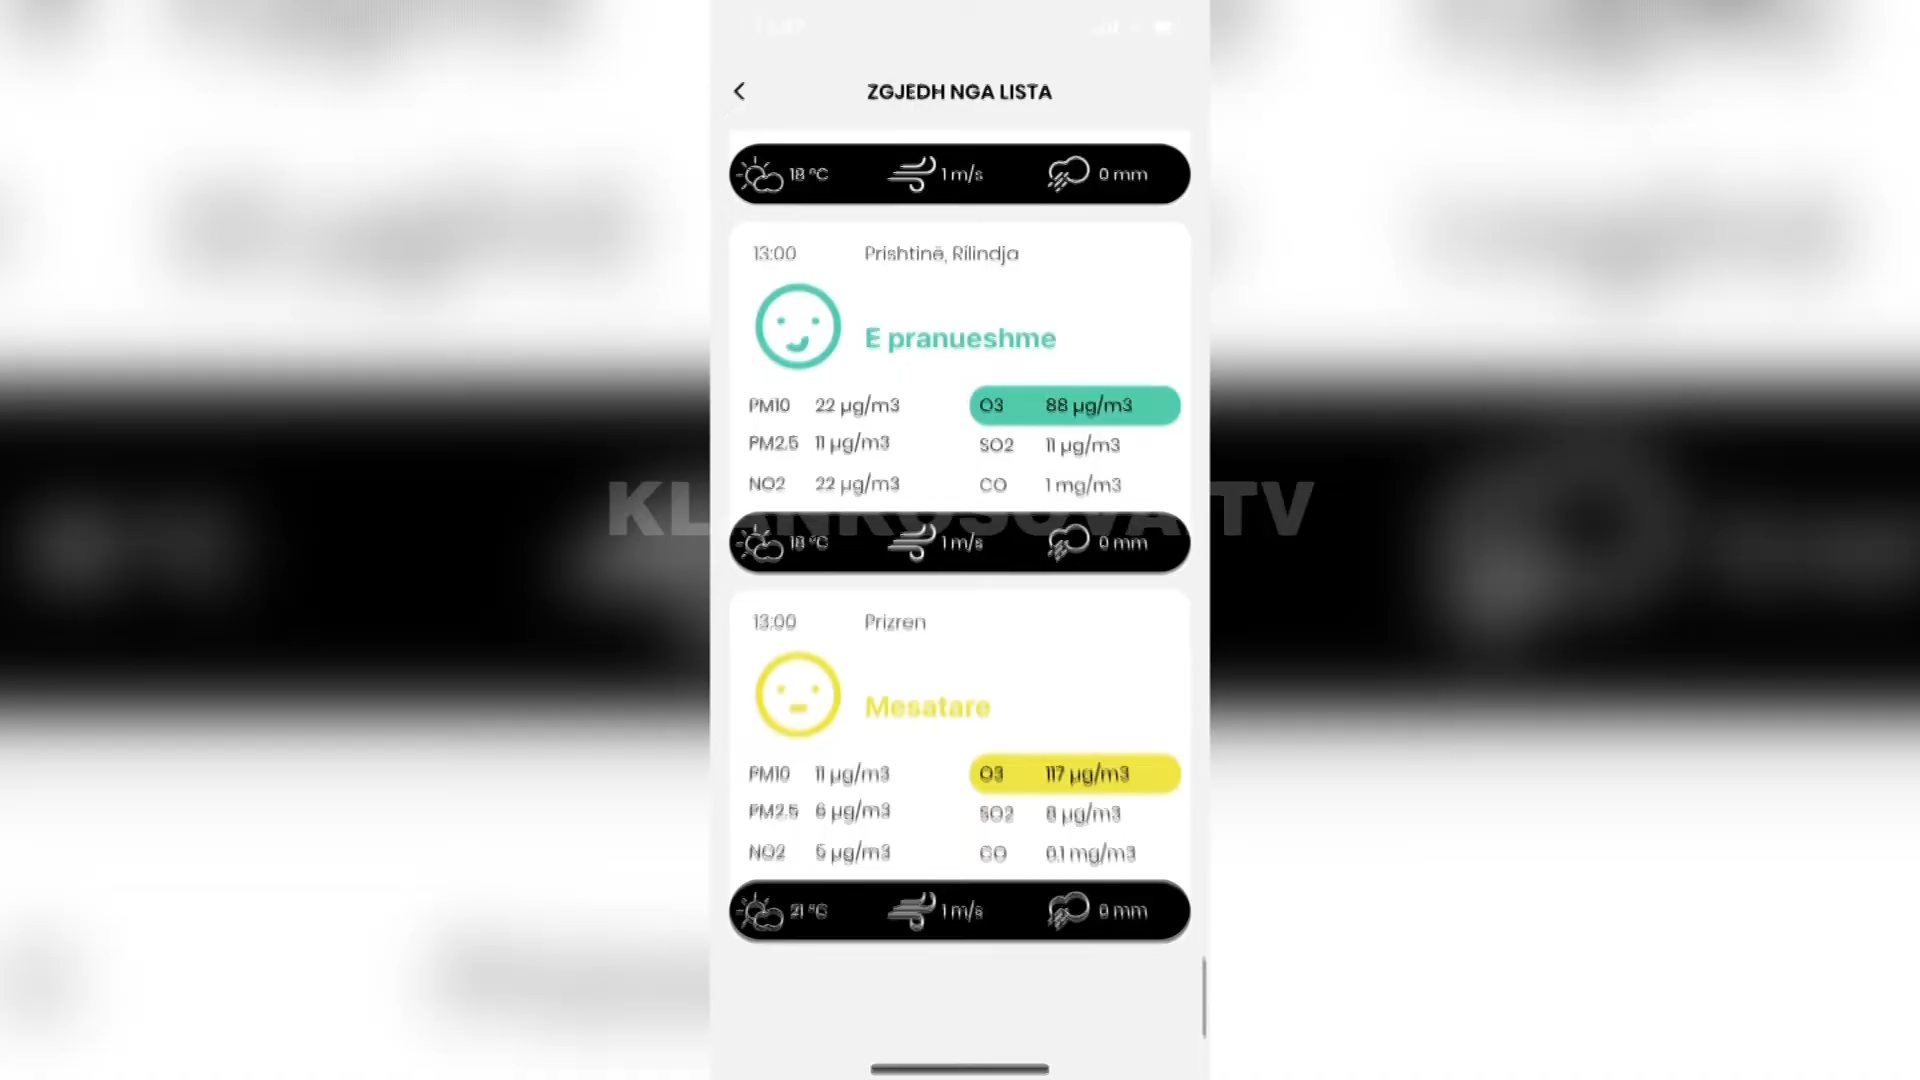 ZGJEDH NGA LISTA
18 °C 1 m/s 0 mm
13:00 Prishtinë, Rilindja
E pranueshme
PM10 22 µg/m3 O3 88 µg/m3
PM2.5 11 µg/m3 SO2 11 µg/m3
NO2 22 µg/m3 CO 1 mg/m3
KLANKOSOVA.TV
18 °C 1 m/s 0 mm
13:00 Prizren
Mesatare
PM10 11 µg/m3 O3 117 µg/m3
PM2.5 6 µg/m3 SO2 8 µg/m3
NO2 5 µg/m3 CO 0.1 mg/m3
21 °C 1 m/s 0 mm